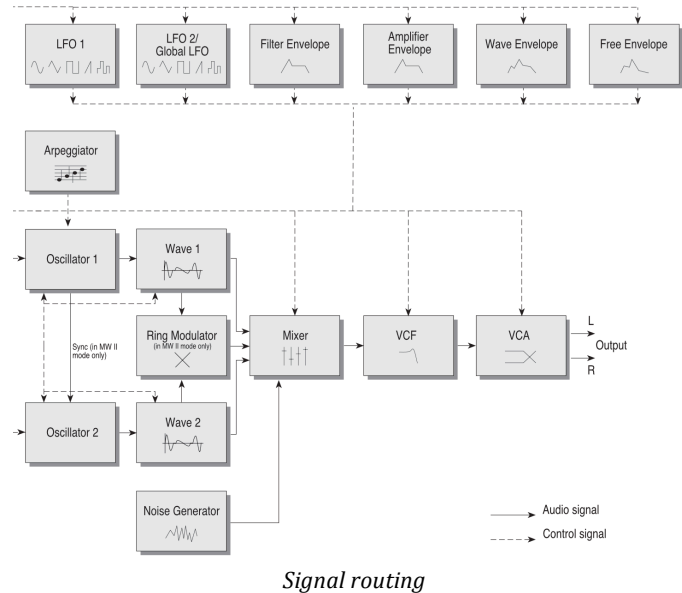 LFO 1
LFO 2/
Global LFO
Filter Envelope
Amplifier
Envelope
Wave Envelope
Free Envelope
Arpeggiator
Oscillator 1
Wave 1
Sync (in MW II
mode only)
Ring Modulator
(in MW II mode only)
Mixer
VCF
VCA
L
Output
R
Oscillator 2
Wave 2
Noise Generator
Audio signal
Control signal
Signal routing